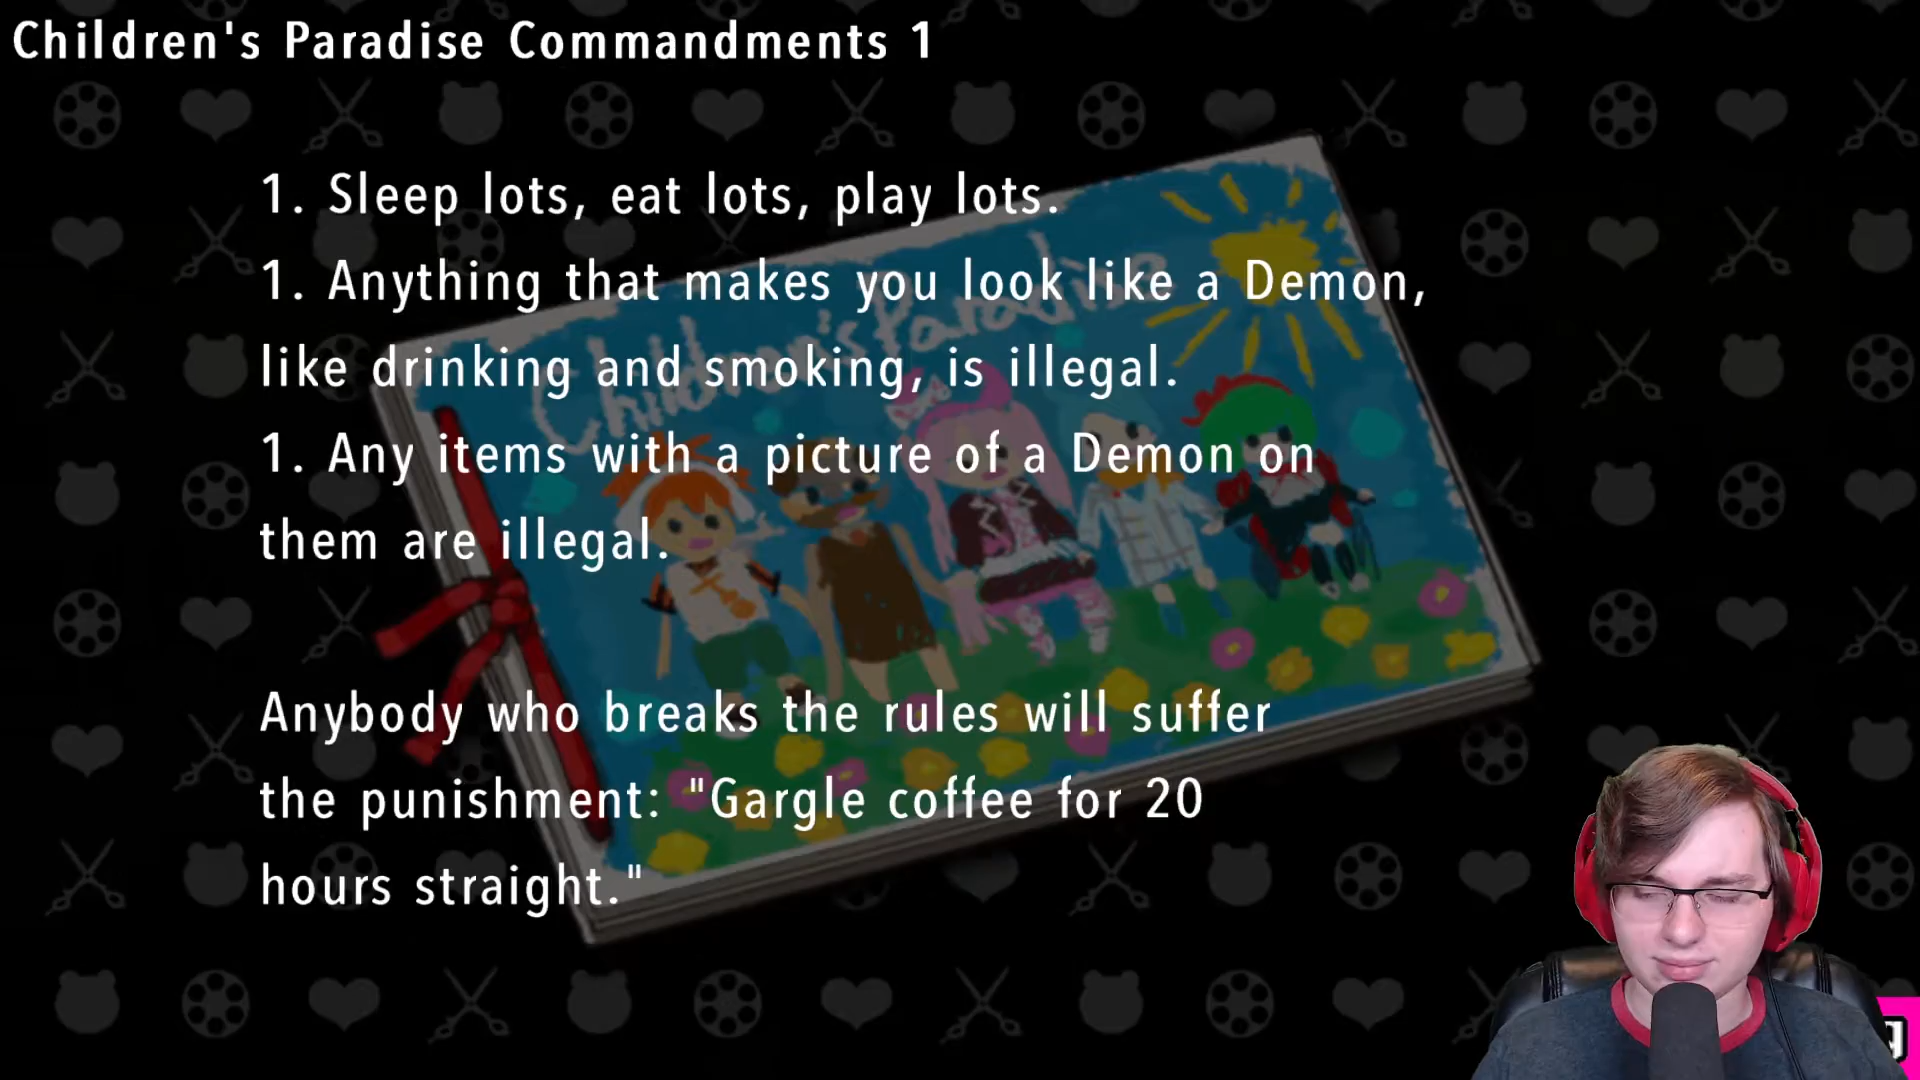 Children's Paradise Commandments 1
1. Sleep lots, eat lots, play lots.
1. Anything that makes you look like a Demon,
like drinking and smoking, is illegal.
1. Any items with a picture of a Demon on
them are illegal.
Anybody who breaks the rules will suffer
the punishment: "Gargle coffee for 20
hours straight."
Children's Paradise